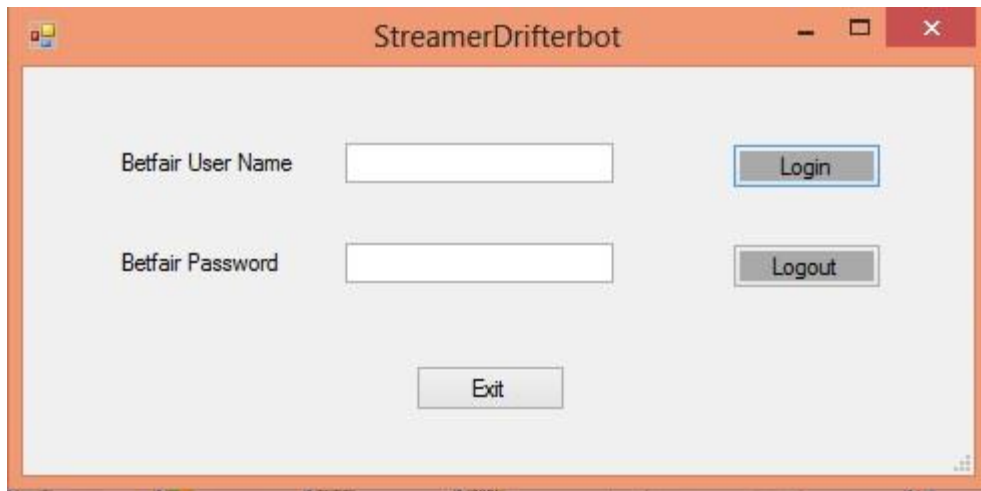 StreamerDrifterbot
Betfair User Name
Login
Betfair Password
Logout
Exit